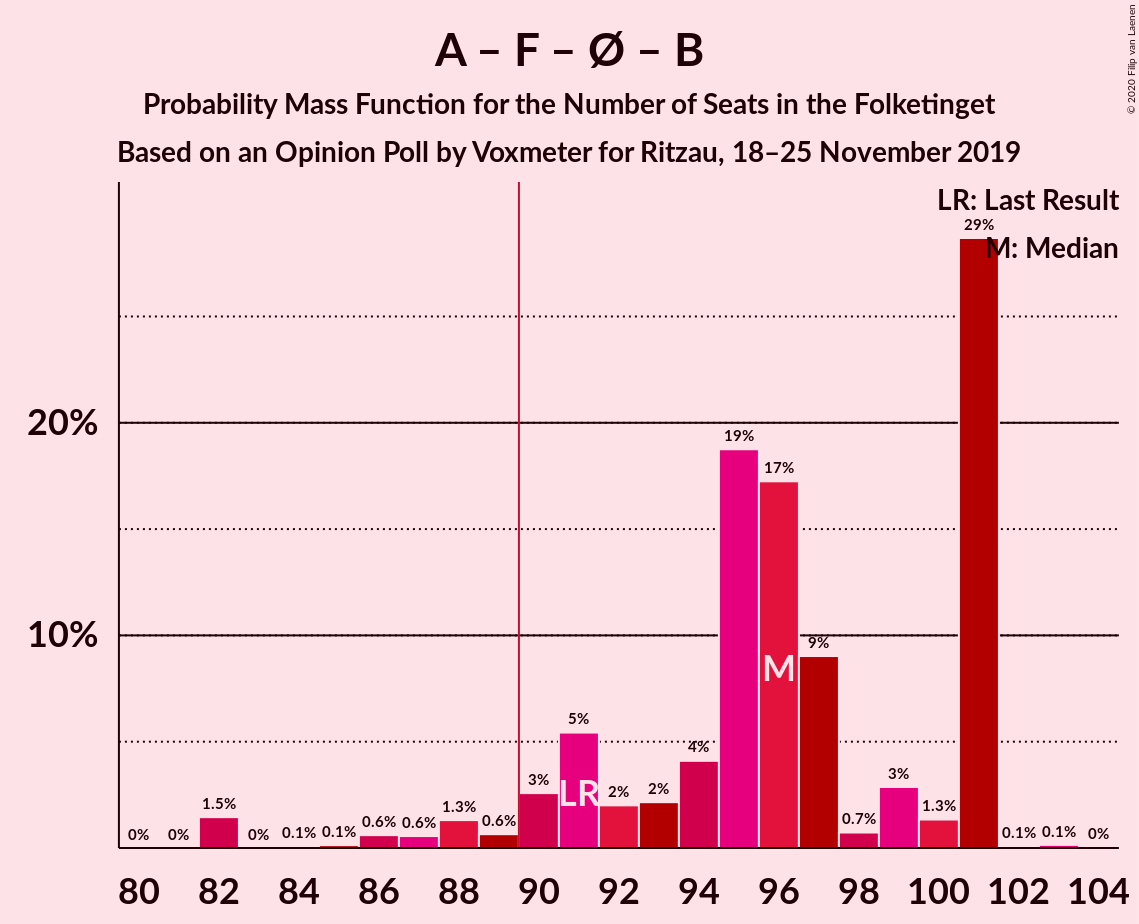 A – F – Ø – B
Probability Mass Function for the Number of Seats in the Folketinget
Based on an Opinion Poll by Voxmeter for Ritzau, 18–25 November 2019
© 2020 Filip van Laenen
LR: Last Result
M: Median
20%
10%
0% 0% 1.5% 0% 0.1% 0.1% 0.6% 0.6% 1.3% 0.6% 3% 5% 2% 2% 4% 19% 17% 9% 0.7% 3% 1.3% 29% 0.1% 0.1% 0%
LR
M
80 82 84 86 88 90 92 94 96 98 100 102 104